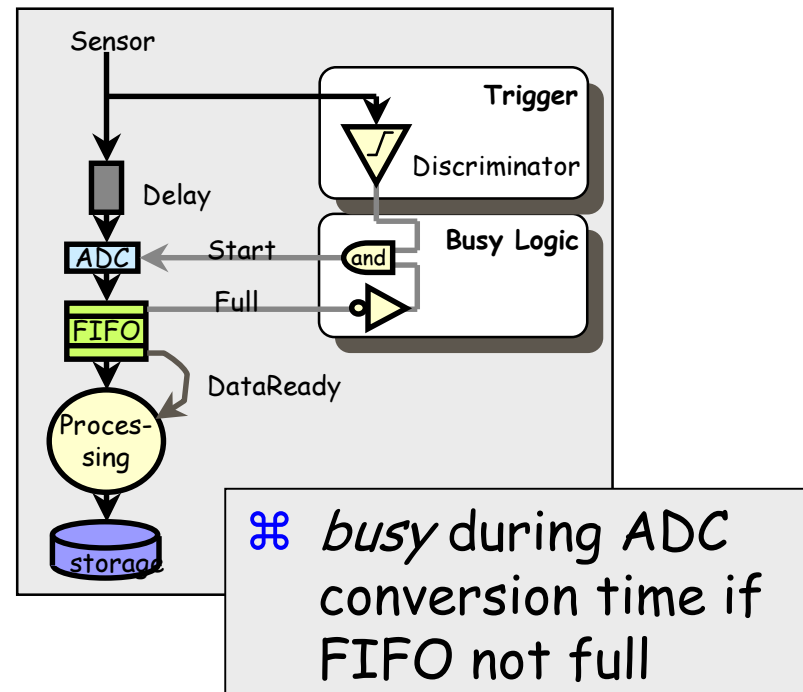 Sensor
Trigger
Discriminator
Delay
Busy Logic
ADC
Start
and
Full
FIFO
DataReady
Proces-
sing
storage
⌘ busy during ADC
conversion time if
FIFO not full